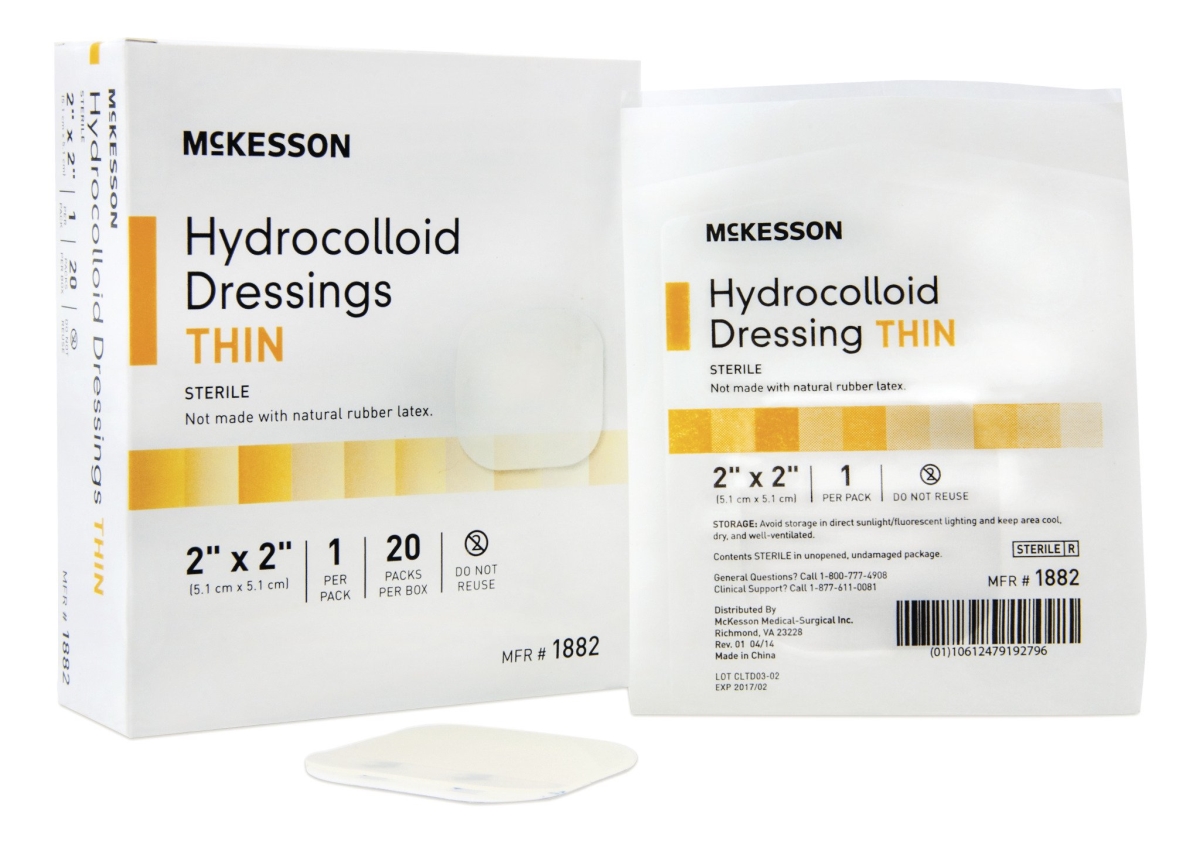 McKESSON
Hydrocolloid
Dressings
THIN
STERILE
Not made with natural rubber latex.
2" x 2"
(5.1 cm x 5.1 cm)
1
PER
PACK
20
PACKS
PER BOX
DO NOT
REUSE
MFR # 1882
McKESSON
Hydrocolloid Dressings THIN
STERILE
2" x 2"
1
20
MFR # 1882
McKESSON
Hydrocolloid
Dressing THIN
STERILE
Not made with natural rubber latex.
2" x 2"
(5.1 cm x 5.1 cm)
1
PER PACK
DO NOT REUSE
STORAGE: Avoid storage in direct sunlight/fluorescent lighting and keep area cool,
dry, and well-ventilated.
Contents STERILE in unopened, undamaged package.
STERILE R
General Questions? Call 1-800-777-4908
Clinical Support? Call 1-877-611-0081
MFR # 1882
Distributed By
McKesson Medical-Surgical Inc.
Richmond, VA 23228
Rev. 01 04/14
Made in China
(01)10612479192796
LOT CLTD03-02
EXP 2017/02